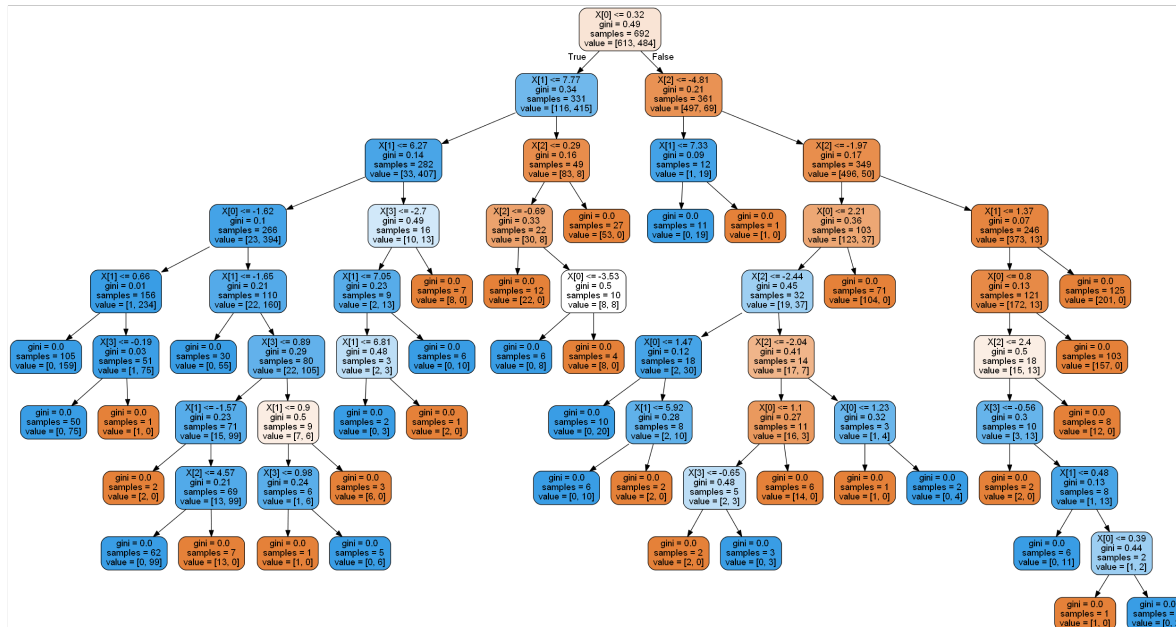 X[0] <= 0.32
gini = 0.49
samples = 692
value = [613, 484]
True
False
X[1] <= 7.77
gini = 0.34
samples = 331
value = [116, 415]
X[2] <= -4.81
gini = 0.21
samples = 361
value = [497, 69]
X[1] <= 6.27
gini = 0.14
samples = 282
value = [33, 407]
X[2] <= 0.29
gini = 0.16
samples = 49
value = [83, 8]
X[1] <= 7.33
gini = 0.09
samples = 12
value = [1, 19]
X[2] <= -1.97
gini = 0.17
samples = 349
value = [496, 50]
X[0] <= -1.62
gini = 0.1
samples = 266
value = [23, 394]
X[3] <= -2.7
gini = 0.49
samples = 16
value = [10, 13]
X[2] <= -0.69
gini = 0.33
samples = 22
value = [30, 8]
gini = 0.0
samples = 27
value = [53, 0]
gini = 0.0
samples = 11
value = [0, 19]
gini = 0.0
samples = 1
value = [1, 0]
X[0] <= 2.21
gini = 0.36
samples = 103
value = [123, 37]
X[1] <= 1.37
gini = 0.07
samples = 246
value = [373, 13]
X[1] <= 0.66
gini = 0.01
samples = 156
value = [1, 234]
X[1] <= -1.65
gini = 0.21
samples = 110
value = [22, 160]
X[1] <= 7.05
gini = 0.23
samples = 9
value = [2, 13]
gini = 0.0
samples = 7
value = [8, 0]
gini = 0.0
samples = 12
value = [22, 0]
X[0] <= -3.53
gini = 0.5
samples = 10
value = [8, 8]
X[2] <= -2.44
gini = 0.45
samples = 32
value = [19, 37]
gini = 0.0
samples = 71
value = [104, 0]
X[0] <= 0.8
gini = 0.13
samples = 121
value = [172, 13]
gini = 0.0
samples = 125
value = [201, 0]
gini = 0.0
samples = 105
value = [0, 159]
X[3] <= -0.19
gini = 0.03
samples = 51
value = [1, 75]
gini = 0.0
samples = 30
value = [0, 55]
X[3] <= 0.89
gini = 0.29
samples = 80
value = [22, 105]
X[1] <= 6.81
gini = 0.48
samples = 3
value = [2, 3]
gini = 0.0
samples = 6
value = [0, 10]
gini = 0.0
samples = 6
value = [0, 8]
gini = 0.0
samples = 4
value = [8, 0]
X[0] <= 1.47
gini = 0.12
samples = 18
value = [2, 30]
X[2] <= -2.04
gini = 0.41
samples = 14
value = [17, 7]
X[2] <= 2.4
gini = 0.5
samples = 18
value = [15, 13]
gini = 0.0
samples = 103
value = [157, 0]
gini = 0.0
samples = 50
value = [0, 75]
gini = 0.0
samples = 1
value = [1, 0]
X[1] <= -1.57
gini = 0.23
samples = 71
value = [15, 99]
X[1] <= 0.9
gini = 0.5
samples = 9
value = [7, 6]
gini = 0.0
samples = 2
value = [0, 3]
gini = 0.0
samples = 1
value = [2, 0]
gini = 0.0
samples = 10
value = [0, 20]
X[1] <= 5.92
gini = 0.28
samples = 8
value = [2, 10]
X[0] <= 1.1
gini = 0.27
samples = 11
value = [16, 3]
X[0] <= 1.23
gini = 0.32
samples = 3
value = [1, 4]
X[3] <= -0.56
gini = 0.3
samples = 10
value = [3, 13]
gini = 0.0
samples = 8
value = [12, 0]
gini = 0.0
samples = 2
value = [2, 0]
X[2] <= 4.57
gini = 0.21
samples = 69
value = [13, 99]
X[3] <= 0.98
gini = 0.24
samples = 6
value = [1, 6]
gini = 0.0
samples = 3
value = [6, 0]
gini = 0.0
samples = 6
value = [0, 10]
gini = 0.0
samples = 2
value = [2, 0]
X[3] <= -0.65
gini = 0.48
samples = 5
value = [2, 3]
gini = 0.0
samples = 6
value = [14, 0]
gini = 0.0
samples = 1
value = [1, 0]
gini = 0.0
samples = 2
value = [0, 4]
gini = 0.0
samples = 2
value = [2, 0]
X[1] <= 0.48
gini = 0.13
samples = 8
value = [1, 13]
gini = 0.0
samples = 62
value = [0, 99]
gini = 0.0
samples = 7
value = [13, 0]
gini = 0.0
samples = 1
value = [1, 0]
gini = 0.0
samples = 5
value = [0, 6]
gini = 0.0
samples = 2
value = [2, 0]
gini = 0.0
samples = 3
value = [0, 3]
gini = 0.0
samples = 6
value = [0, 11]
X[0] <= 0.39
gini = 0.44
samples = 2
value = [1, 2]
gini = 0.0
samples = 1
value = [1, 0]
gini = 0.0
samples =
value = [0,